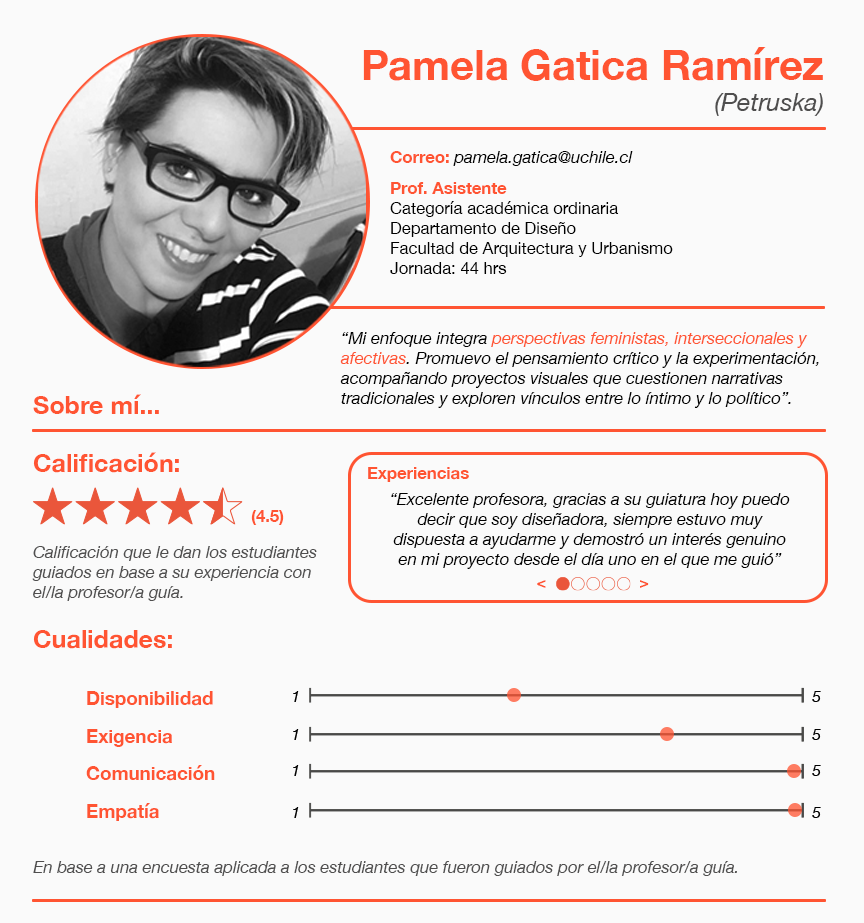 Pamela Gatica Ramírez
(Petruska)
Correo: pamela.gatica@uchile.cl
Prof. Asistente
Categoría académica ordinaria
Departamento de Diseño
Facultad de Arquitectura y Urbanismo
Jornada: 44 hrs
“Mi enfoque integra perspectivas feministas, interseccionales y
afectivas. Promuevo el pensamiento crítico y la experimentación,
acompañando proyectos visuales que cuestionen narrativas
tradicionales y exploren vínculos entre lo íntimo y lo político”.
Sobre mí...
Calificación:
(4.5)
Calificación que le dan los estudiantes
guiados en base a su experiencia con
el/la profesor/a guía.
Experiencias
“Excelente profesora, gracias a su guiatura hoy puedo
decir que soy diseñadora, siempre estuvo muy
dispuesta a ayudarme y demostró un interés genuino
en mi proyecto desde el día uno en el que me guió”
< >
Cualidades:
Disponibilidad 1 5
Exigencia 1 5
Comunicación 1 5
Empatía 1 5
En base a una encuesta aplicada a los estudiantes que fueron guiados por el/la profesor/a guía.